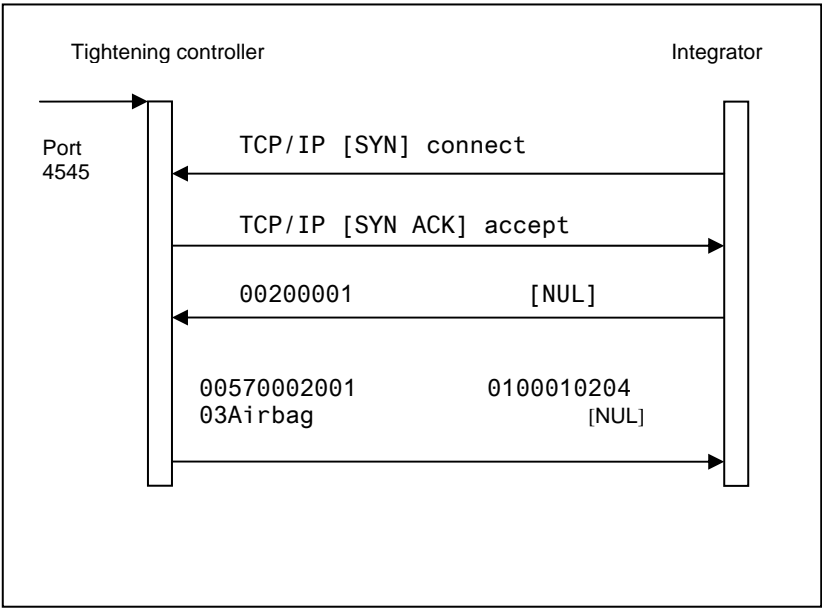 Tightening controller Integrator
Port
4545
TCP/IP [SYN] connect
TCP/IP [SYN ACK] accept
00200001 [NUL]
00570002001 0100010204
03Airbag [NUL]